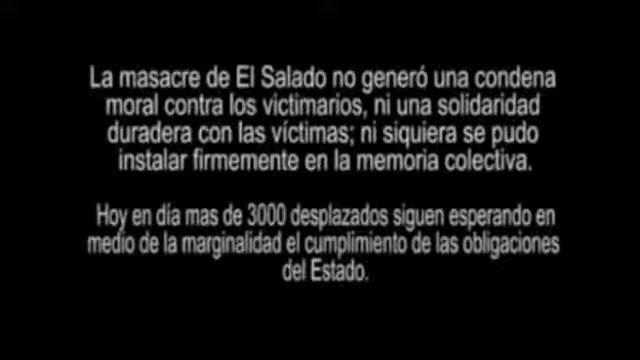 La masacre de El Salado no generó una condena
moral contra los victimarios, ni una solidaridad
duradera con las víctimas; ni siquiera se pudo
instalar firmemente en la memoria colectiva.
Hoy en día mas de 3000 desplazados siguen esperando en
medio de la marginalidad el cumplimiento de las obligaciones
del Estado.